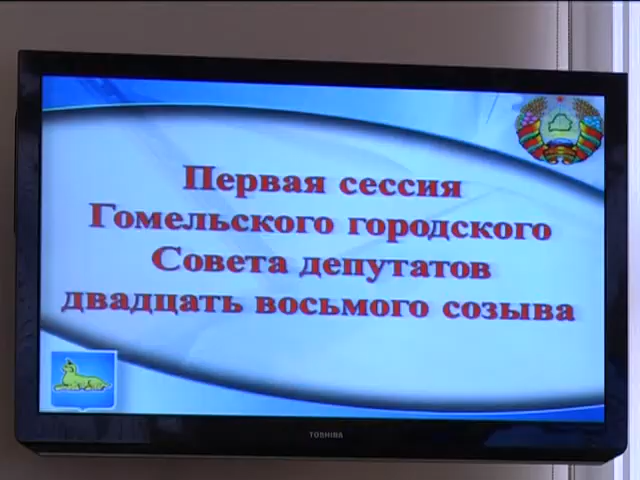 Первая сессия
Гомельского городского
Совета депутатов
двадцать восьмого созыва
TOSHIBA